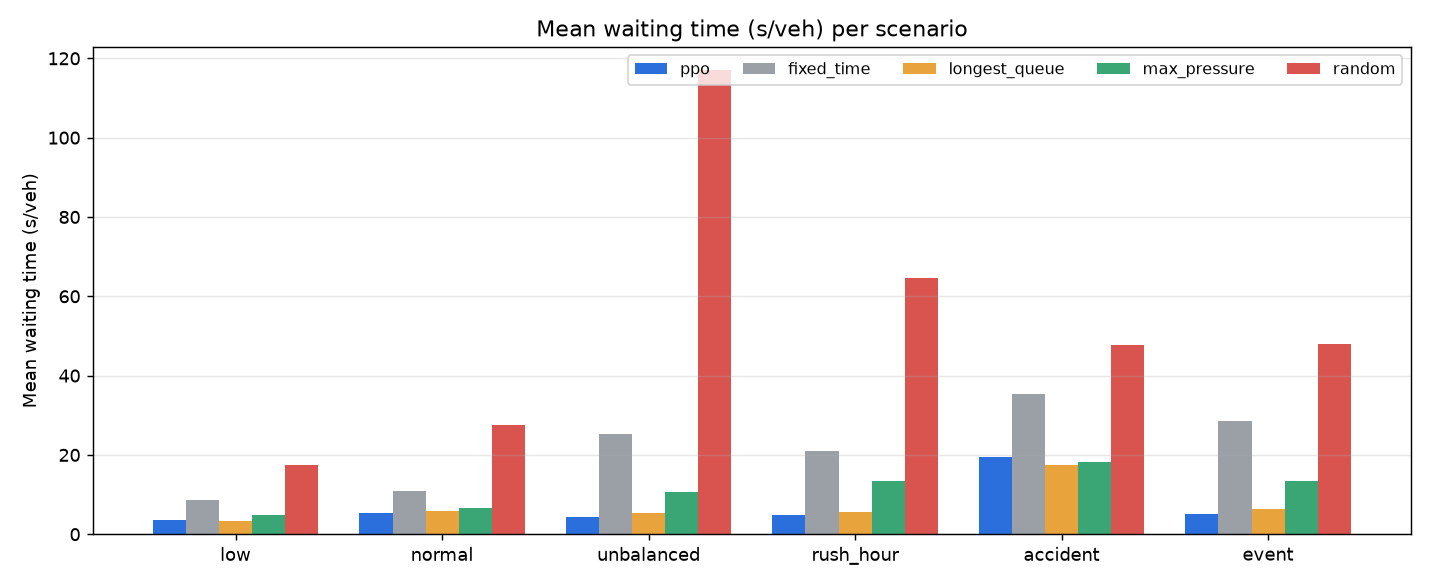 Mean waiting time (s/veh) per scenario
Mean waiting time (s/veh)
120
100
80
60
40
20
0
ppo fixed_time longest_queue max_pressure random
low normal unbalanced rush_hour accident event